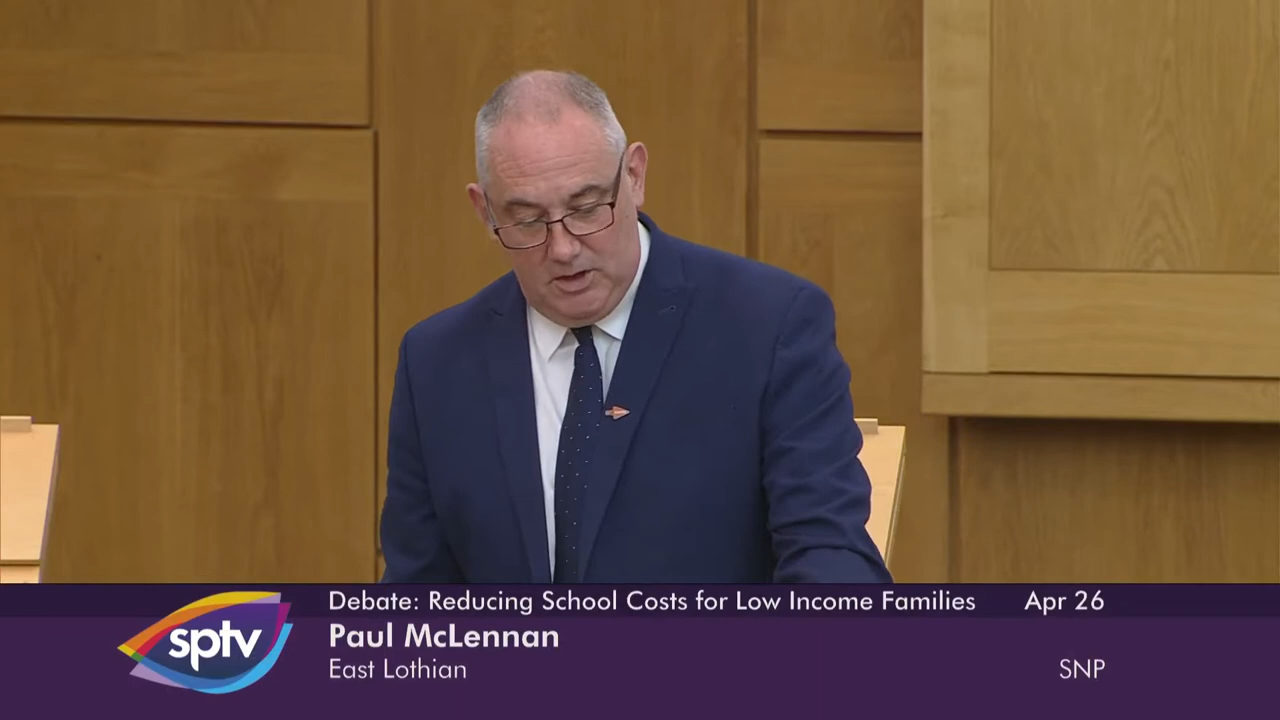 Debate: Reducing School Costs for Low Income Families Apr 26
sptv
Paul McLennan
East Lothian SNP